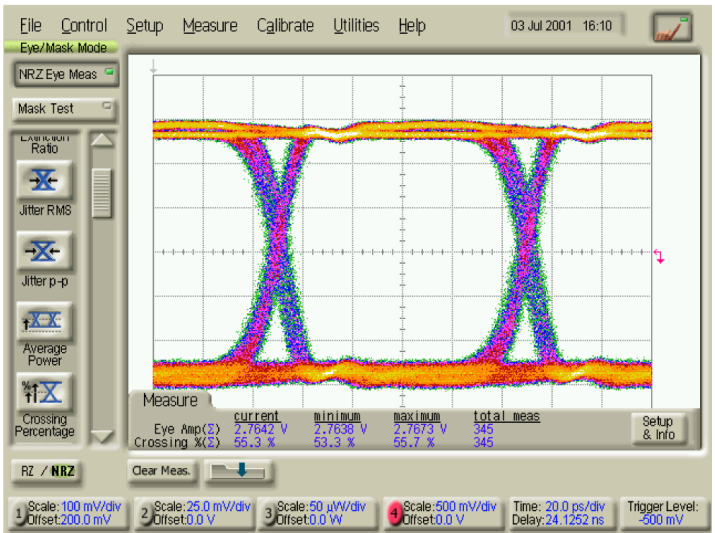 File Control Setup Measure Calibrate Utilities Help 03 Jul 2001 16:10
Eye/Mask Mode
NRZ Eye Meas
Mask Test
Extinction
Ratio
Jitter RMS
Jitter p-p
Average
Power
%
Crossing
Percentage
Measure
current minimum maximum total meas
Eye Amp(Σ) 2.7642 V 2.7638 V 2.7673 V 345
Crossing %(Σ) 55.3 % 53.3 % 55.7 % 345
Setup
& Info
RZ / NRZ
Clear Meas.
1 Scale: 100 mV/div
Offset:200.0 mV
2 Scale: 25.0 mV/div
Offset:0.0 V
3 Scale: 50 µW/div
Offset:0.0 W
4 Scale: 500 mV/div
Offset:0.0 V
Time: 20.0 ps/div
Delay:24.1252 ns
Trigger Level:
-500 mV